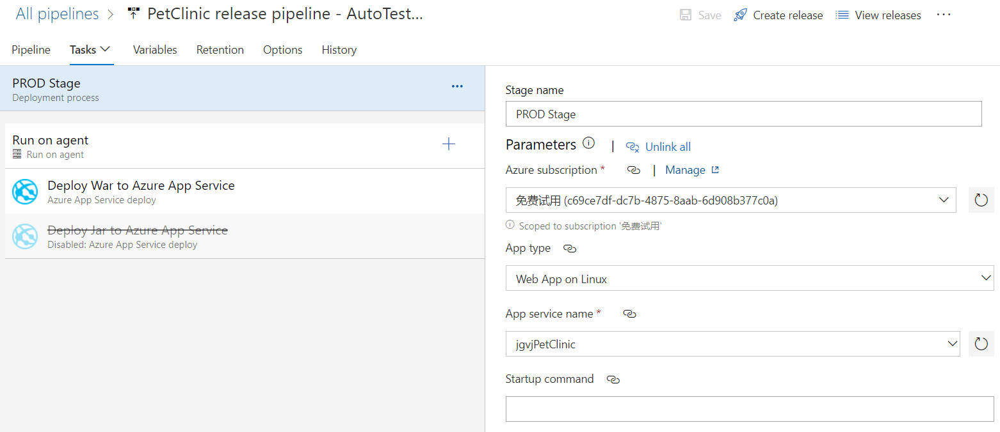 All pipelines > PetClinic release pipeline - AutoTest...
Save Create release View releases ...
Pipeline Tasks Variables Retention Options History
PROD Stage
Deployment process
Run on agent
Run on agent
Deploy War to Azure App Service
Azure App Service deploy
Deploy Jar to Azure App Service
Disabled: Azure App Service deploy
Stage name
PROD Stage
Parameters | Unlink all
Azure subscription * | Manage
免费试用 (c69ce7df-dc7b-4875-8aab-6d908b377c0a)
Scoped to subscription '免费试用'
App type
Web App on Linux
App service name *
jgvjPetClinic
Startup command